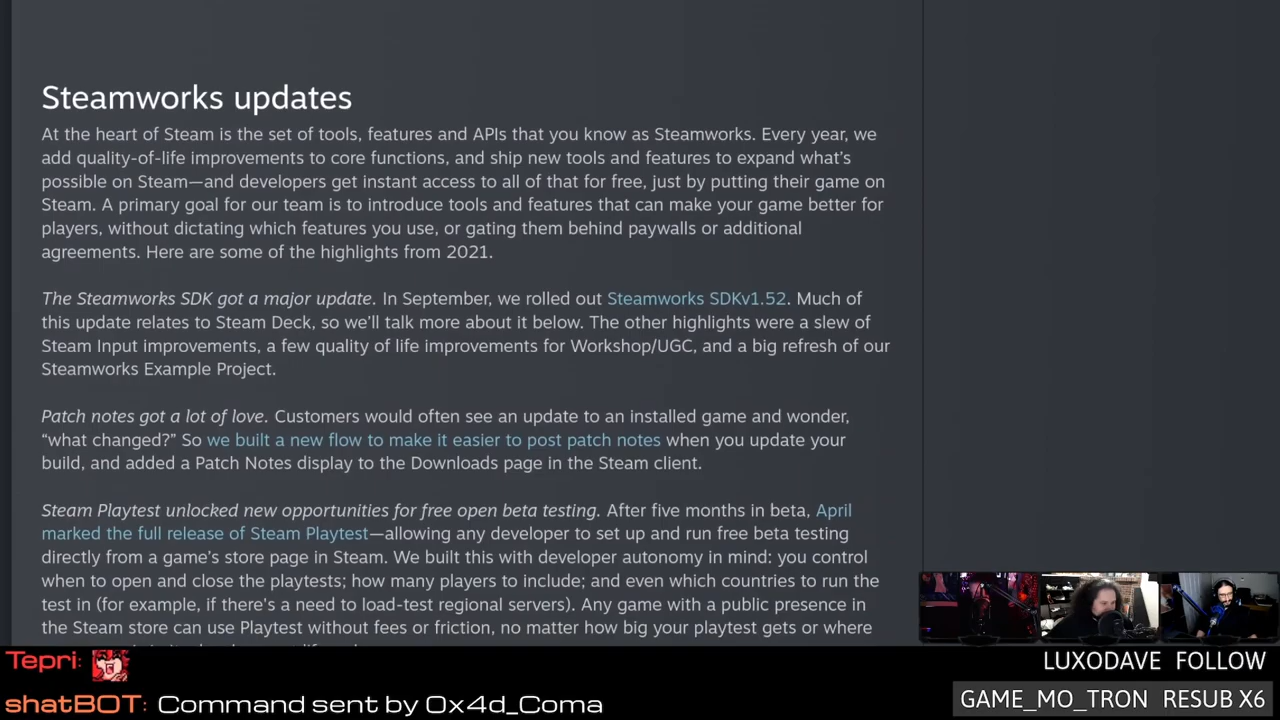 Steamworks updates
At the heart of Steam is the set of tools, features and APIs that you know as Steamworks. Every year, we
add quality-of-life improvements to core functions, and ship new tools and features to expand what's
possible on Steam—and developers get instant access to all of that for free, just by putting their game on
Steam. A primary goal for our team is to introduce tools and features that can make your game better for
players, without dictating which features you use, or gating them behind paywalls or additional
agreements. Here are some of the highlights from 2021.
The Steamworks SDK got a major update. In September, we rolled out Steamworks SDKv1.52. Much of
this update relates to Steam Deck, so we'll talk more about it below. The other highlights were a slew of
Steam Input improvements, a few quality of life improvements for Workshop/UGC, and a big refresh of our
Steamworks Example Project.
Patch notes got a lot of love. Customers would often see an update to an installed game and wonder,
“what changed?” So we built a new flow to make it easier to post patch notes when you update your
build, and added a Patch Notes display to the Downloads page in the Steam client.
Steam Playtest unlocked new opportunities for free open beta testing. After five months in beta, April
marked the full release of Steam Playtest—allowing any developer to set up and run free beta testing
directly from a game's store page in Steam. We built this with developer autonomy in mind: you control
when to open and close the playtests; how many players to include; and even which countries to run the
test in (for example, if there's a need to load-test regional servers). Any game with a public presence in
the Steam store can use Playtest without fees or friction, no matter how big your playtest gets or where
Tepri:
LUXODAVE FOLLOW
shatBOT: Command sent by 0x4d_Coma
GAME_MO_TRON RESUB X6